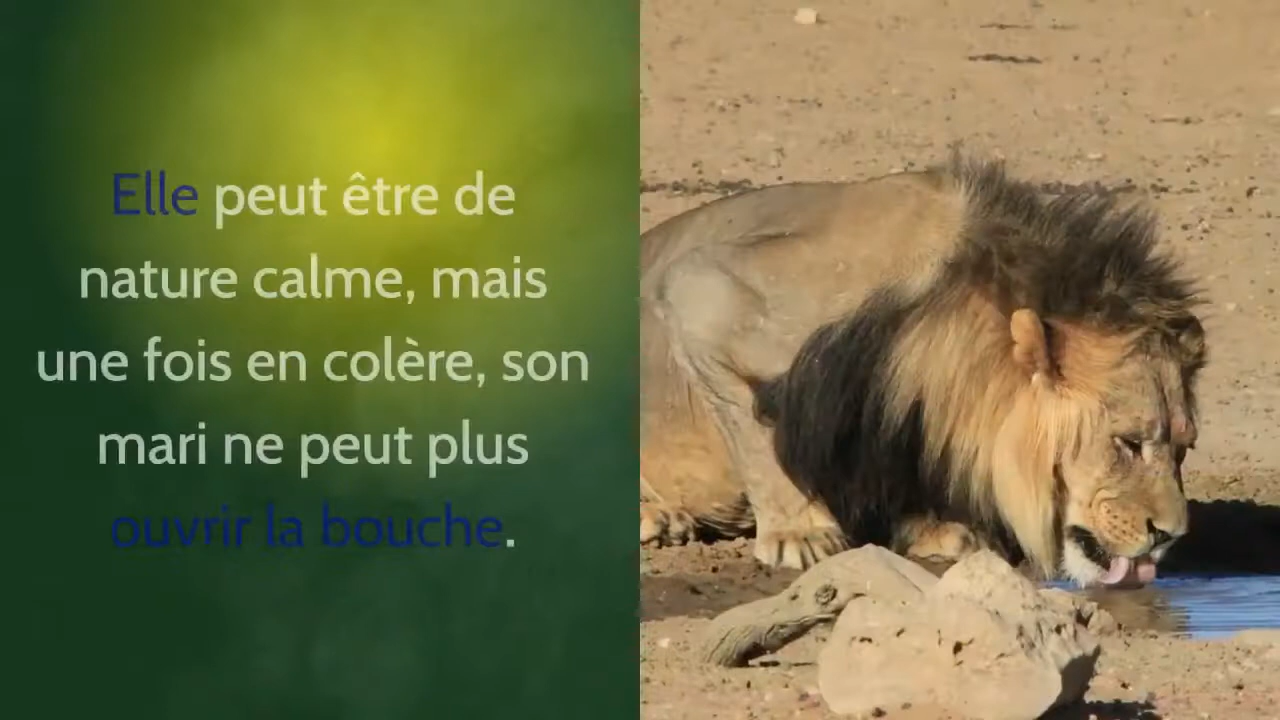 Elle peut être de
nature calme, mais
une fois en colère, son
mari ne peut plus
ouvrir la bouche.